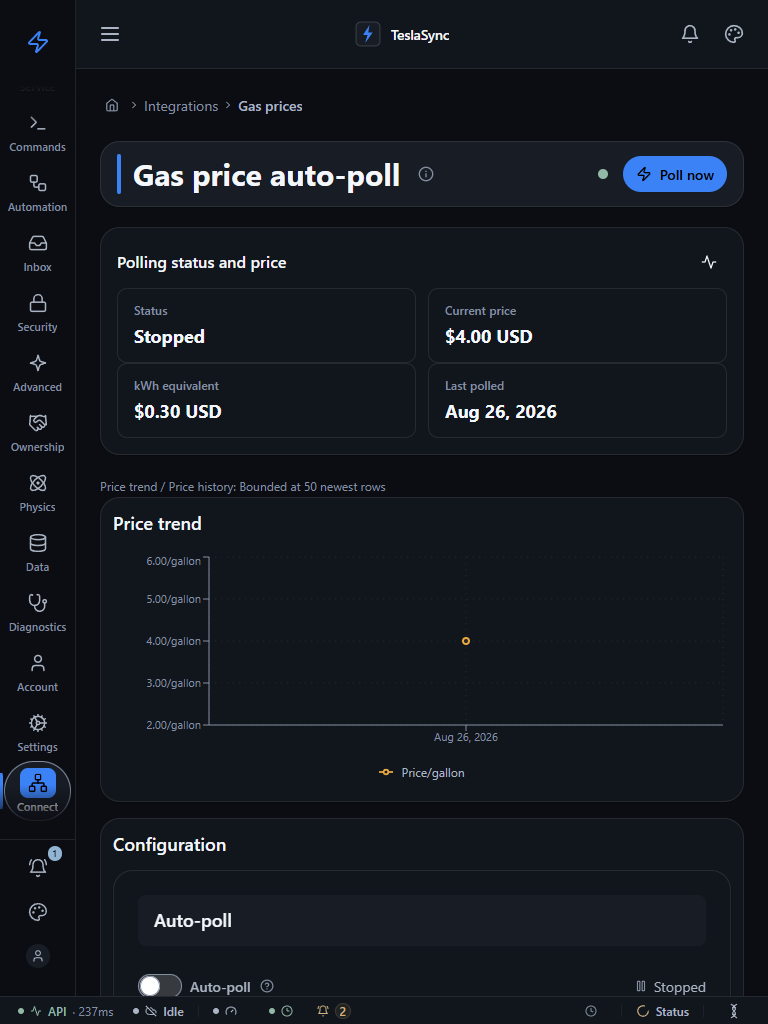 TeslaSync
Commands
Automation
Inbox
Security
Advanced
Ownership
Physics
Data
Diagnostics
Account
Settings
Connect
1
Integrations
Gas prices
Gas price auto-poll
Poll now
Polling status and price
Status
Stopped
Current price
$4.00 USD
kWh equivalent
$0.30 USD
Last polled
Aug 26, 2026
Price trend / Price history: Bounded at 50 newest rows
Price trend
6.00/gallon
5.00/gallon
4.00/gallon
3.00/gallon
2.00/gallon
Aug 26, 2026
Price/gallon
Configuration
Auto-poll
Auto-poll
Stopped
API · 237ms
Idle
2
Status